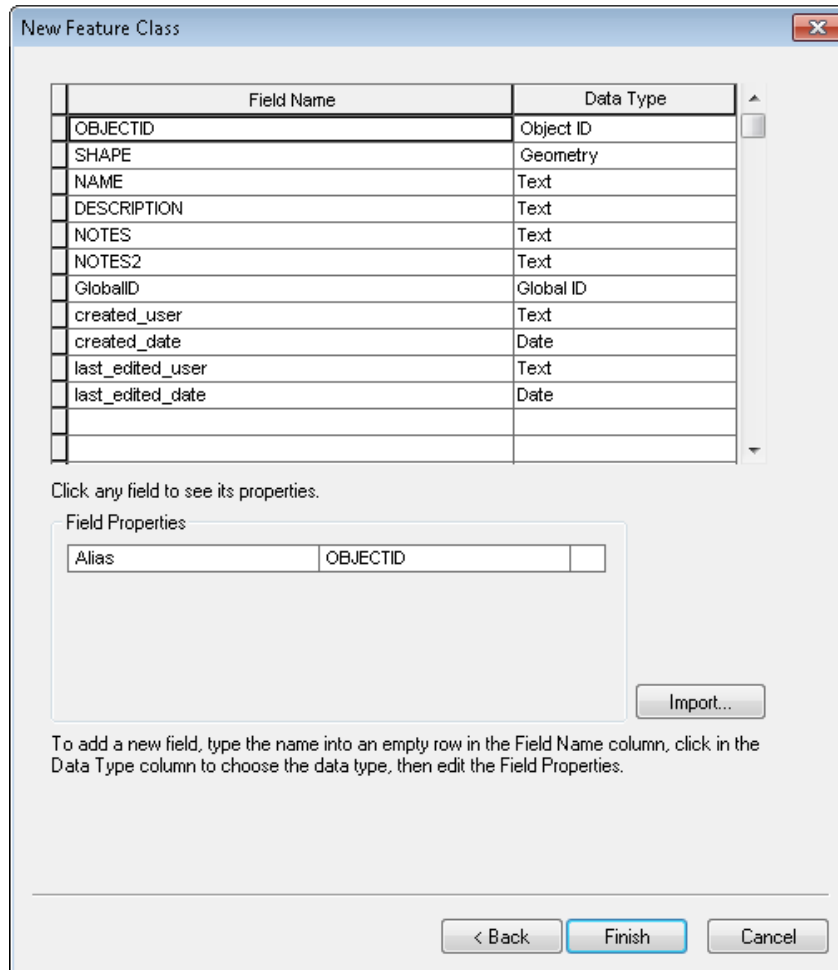 New Feature Class
Field Name Data Type
OBJECTID Object ID
SHAPE Geometry
NAME Text
DESCRIPTION Text
NOTES Text
NOTES2 Text
GlobalID Global ID
created_user Text
created_date Date
last_edited_user Text
last_edited_date Date
Click any field to see its properties.
Field Properties
Alias OBJECTID
Import...
To add a new field, type the name into an empty row in the Field Name column, click in the
Data Type column to choose the data type, then edit the Field Properties.
< Back Finish Cancel